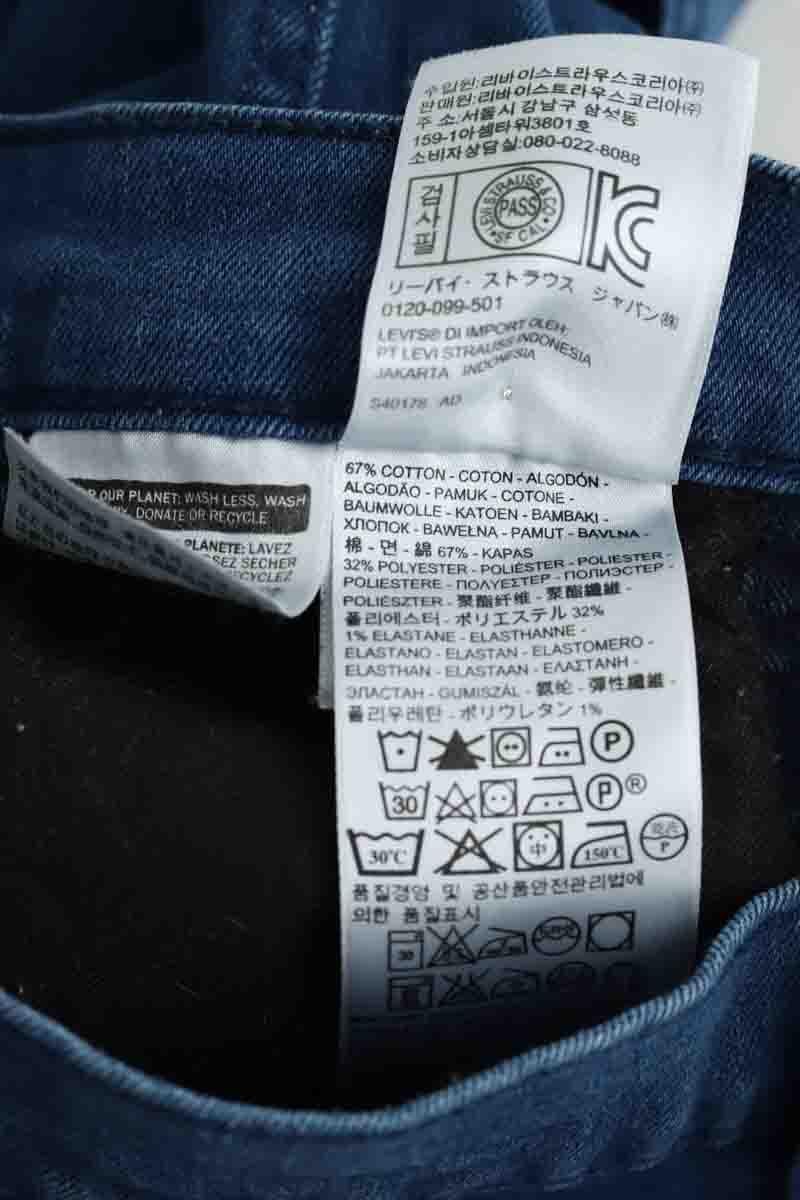 수입원:리바이스트라우스코리아㈜
판매원:리바이스트라우스코리아㈜
주 소:서울시 강남구 삼성동
159-1아셈타워3801호
소비자상담실:080-022-8088
검사필
LEVI STRAUSS & CO
PASS
SF CAL
リーバイ・ストラウス ジャパン㈱
0120-099-501
LEVI'S® DI IMPORT OLEH:
PT LEVI STRAUSS INDONESIA
JAKARTA INDONESIA
S40178 AD
OUR PLANET: WASH LESS, WASH
DONATE OR RECYCLE
PLANÈTE: LAVEZ
SÉCHER
67% COTTON - COTON - ALGODÓN -
ALGODÃO - PAMUK - COTONE -
BAUMWOLLE - KATOEN - BAMBAKI -
ХЛОПОК - BAWEŁNA - PAMUT - BAVLNA -
棉 - 면 - 綿 67% - KAPAS
32% POLYESTER - POLIÉSTER - POLIESTER -
POLIESTERE - ΠΟΛΥΕΣΤΕΡ - ПОЛИЭСТЕР -
POLIÉSZTER - 聚酯纤维 - 聚酯纖維 -
폴리에스터 - ポリエステル 32%
1% ELASTANE - ELASTHANNE -
ELASTANO - ELASTAN - ELASTOMERO -
ELASTHAN - ELASTAAN - ΕΛΑΣΤΑΝΗ -
ЭЛАСТАН - GUMISZÁL - 氨纶 - 彈性纖維 -
폴리우레탄 - ポリウレタン 1%
P
30 P ®
30°C 中 150°C P
품질경영 및 공산품안전관리법에
의한 품질표시
30